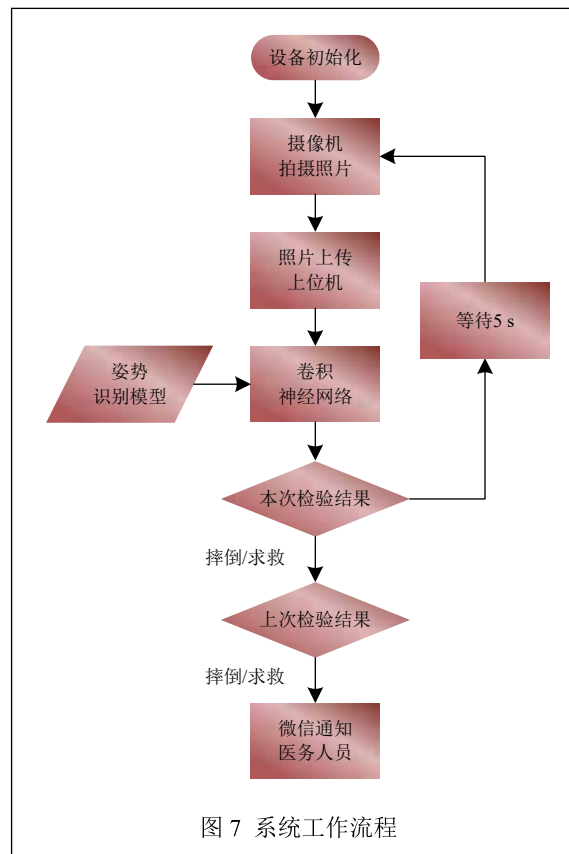 设备初始化
摄像机
拍摄照片
照片上传
上位机
等待5 s
姿势
识别模型
卷积
神经网络
本次检验结果
摔倒/求救
上次检验结果
摔倒/求救
微信通知
医务人员
图 7 系统工作流程